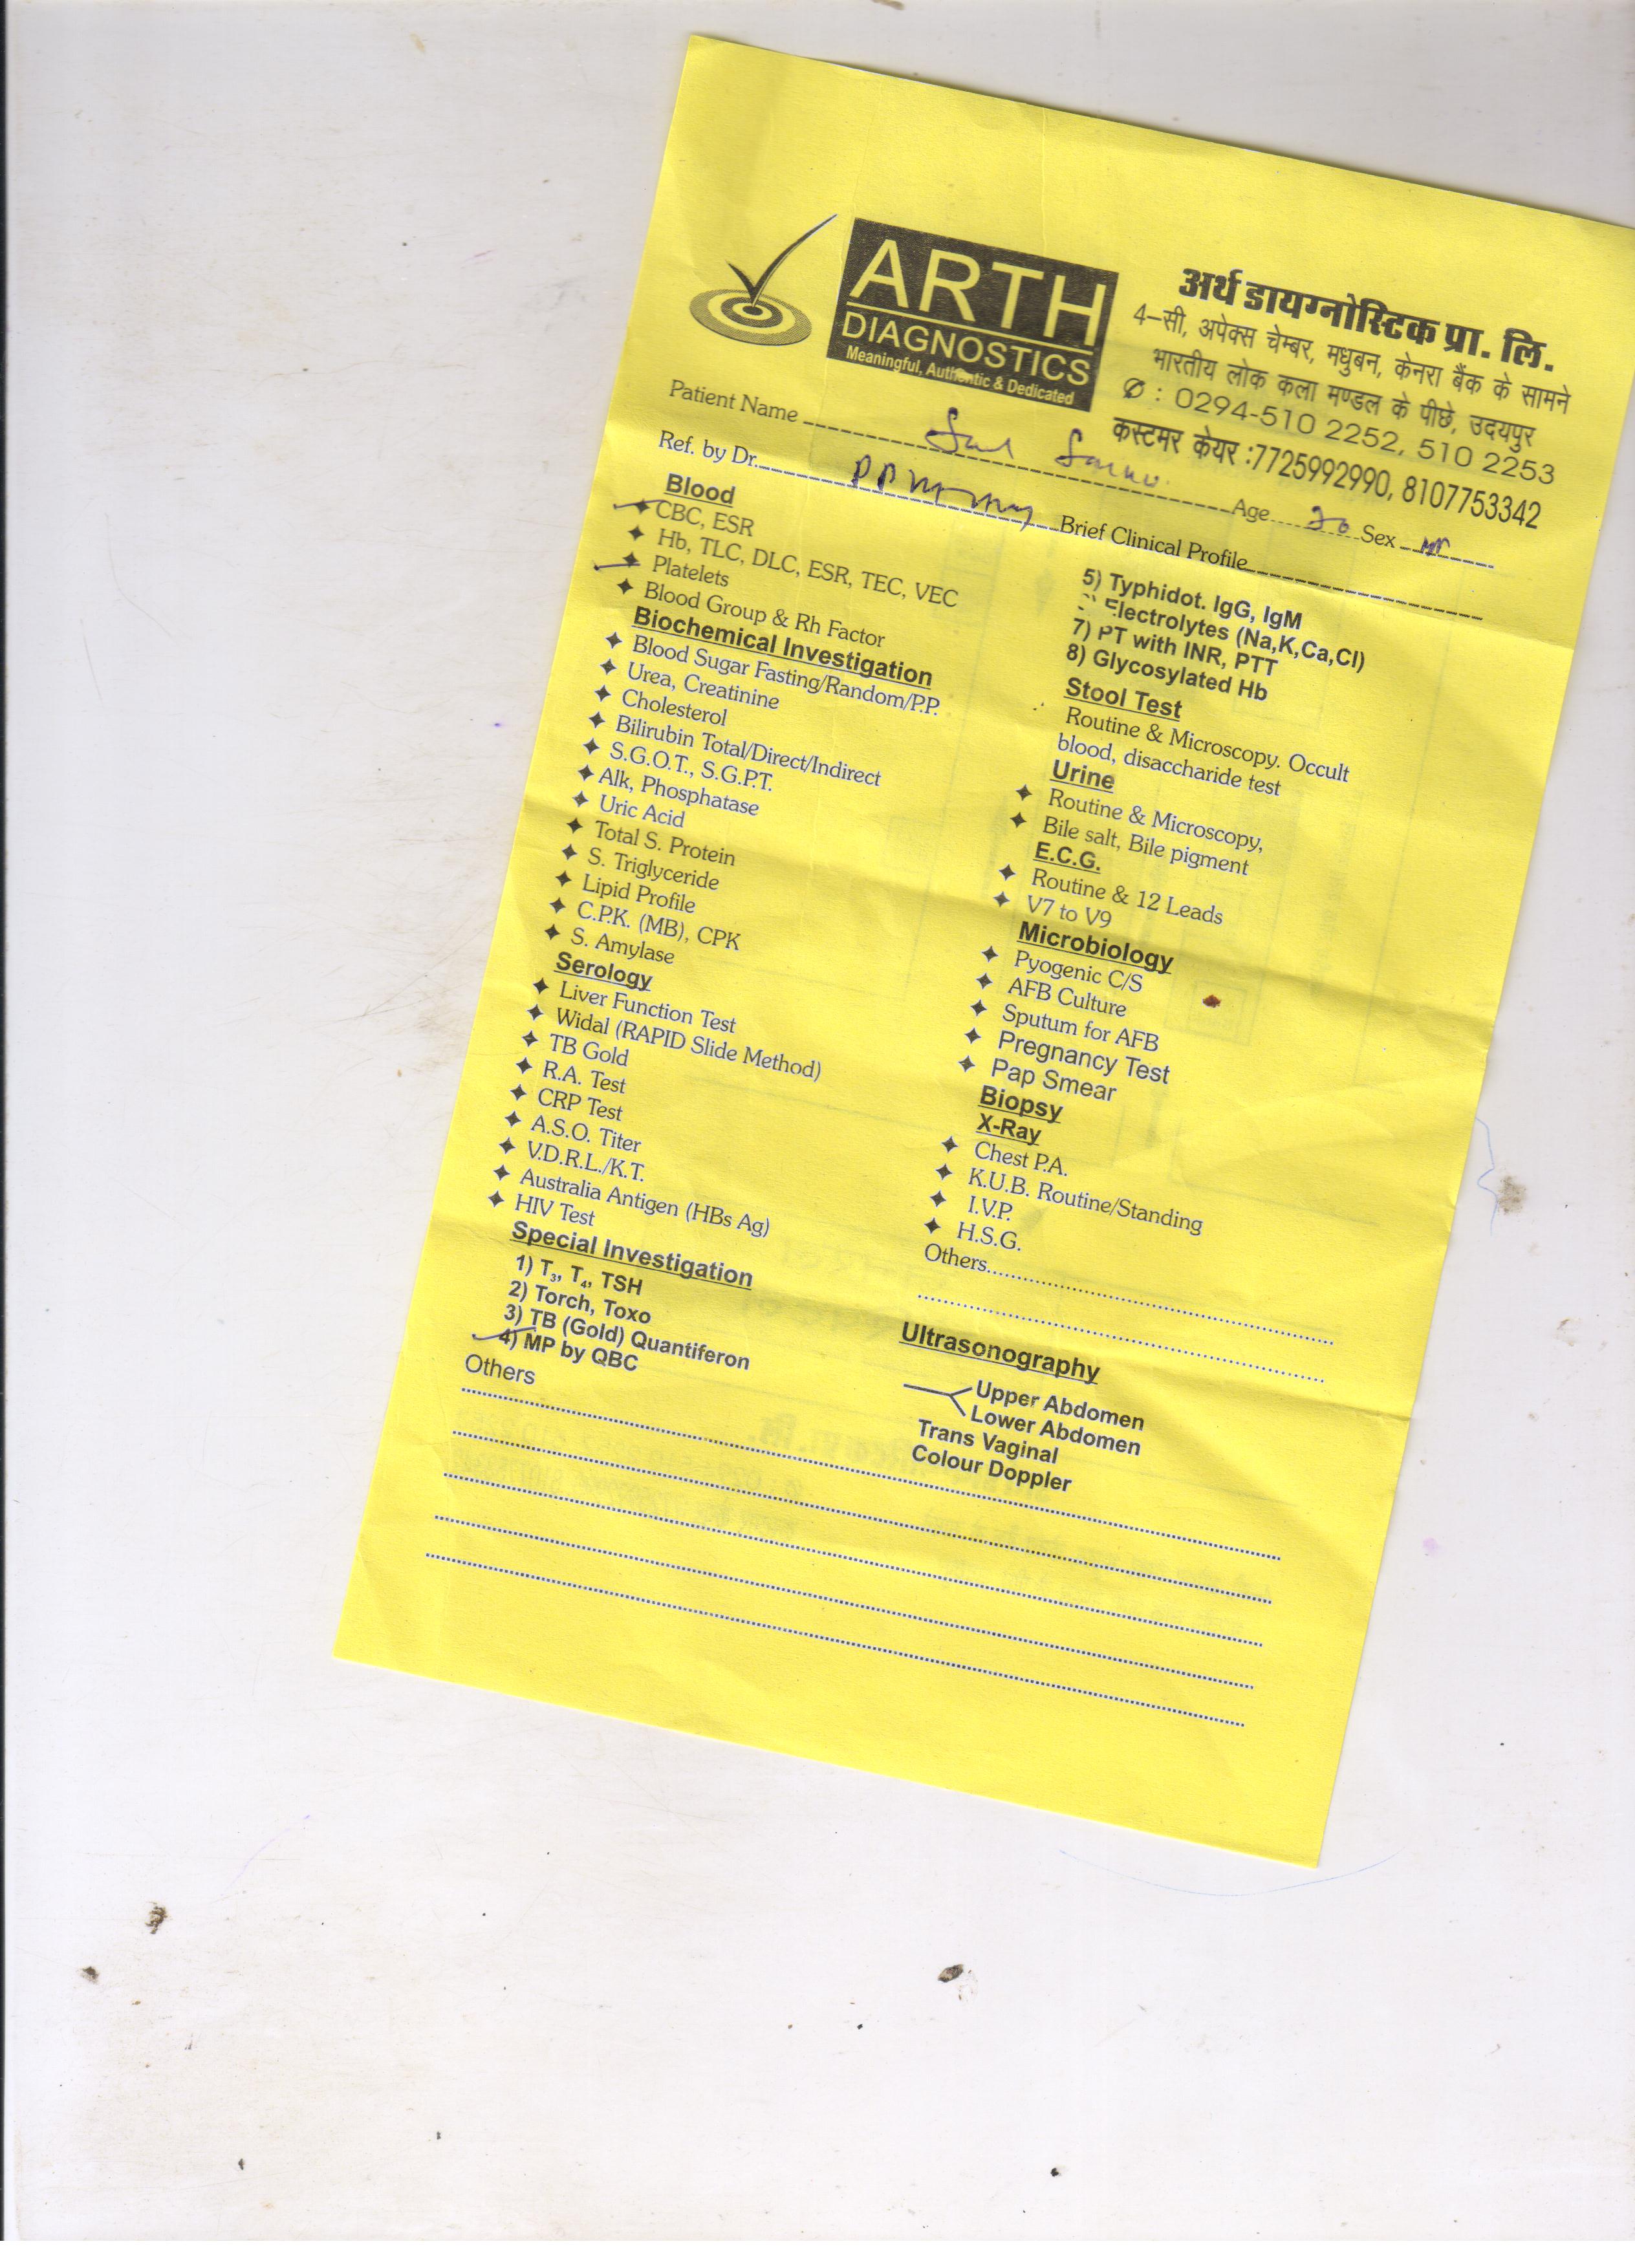 ARTH
DIAGNOSTICS
Meaningful, Authentic & Dedicated
अर्थ डायग्नोस्टिक प्रा. लि.
4–सी, अपेक्स चेम्बर, मधुबन, केनरा बैंक के सामने
भारतीय लोक कला मण्डल के पीछे, उदयपुर
✆ : 0294-510 2252, 510 2253
कस्टमर केयर :7725992990, 8107753342
Patient Name
Age Sex
Ref. by Dr. Brief Clinical Profile
Blood
CBC, ESR
Hb, TLC, DLC, ESR, TEC, VEC
Platelets
Blood Group & Rh Factor
Biochemical Investigation
Blood Sugar Fasting/Random/P.P.
Urea, Creatinine
Cholesterol
Bilirubin Total/Direct/Indirect
S.G.O.T., S.G.P.T.
Alk, Phosphatase
Uric Acid
Total S. Protein
S. Triglyceride
Lipid Profile
C.P.K. (MB), CPK
S. Amylase
Serology
Liver Function Test
Widal (RAPID Slide Method)
TB Gold
R.A. Test
CRP Test
A.S.O. Titer
V.D.R.L./K.T.
Australia Antigen (HBs Ag)
HIV Test
Special Investigation
1) T3, T4, TSH
2) Torch, Toxo
3) TB (Gold) Quantiferon
4) MP by QBC
Others
5) Typhidot. IgG, IgM
Electrolytes (Na,K,Ca,Cl)
7) PT with INR, PTT
8) Glycosylated Hb
Stool Test
Routine & Microscopy. Occult
blood, disaccharide test
Urine
Routine & Microscopy,
Bile salt, Bile pigment
E.C.G.
Routine & 12 Leads
V7 to V9
Microbiology
Pyogenic C/S
AFB Culture
Sputum for AFB
Pregnancy Test
Pap Smear
Biopsy
X-Ray
Chest P.A.
K.U.B. Routine/Standing
I.V.P.
H.S.G.
Others
Ultrasonography
Upper Abdomen
Lower Abdomen
Trans Vaginal
Colour Doppler